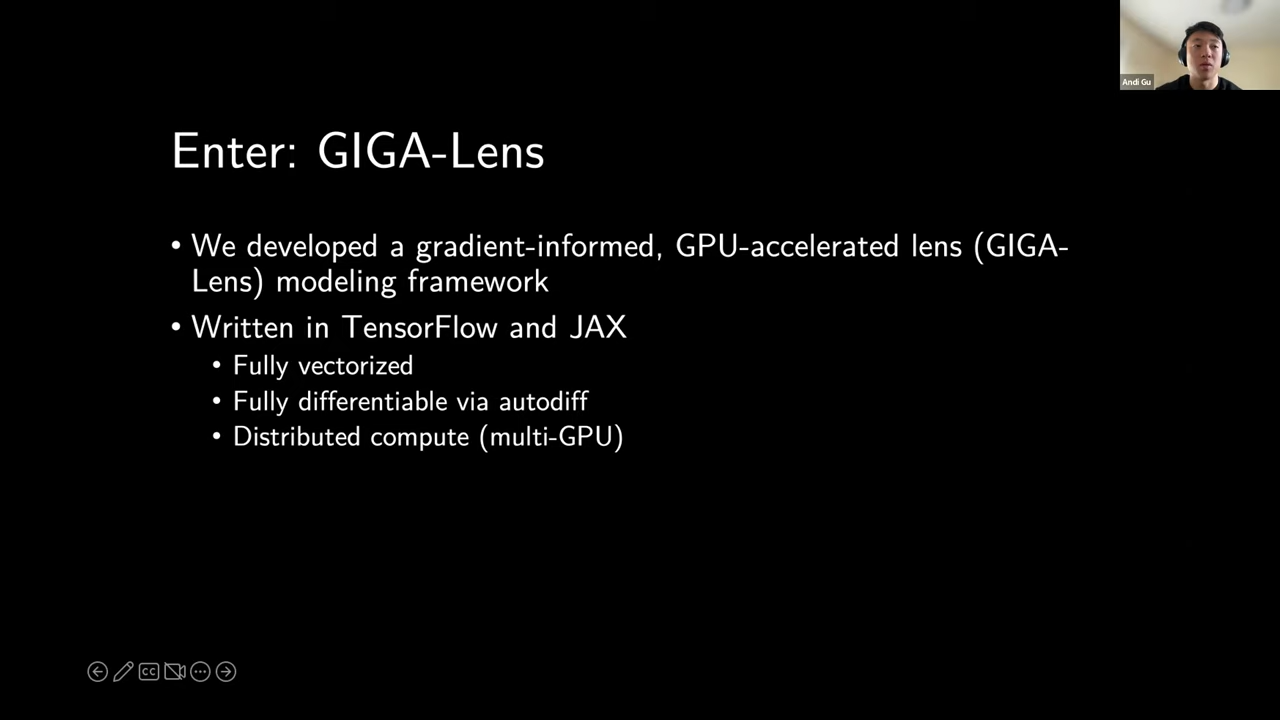 Andi Gu
Enter: GIGA-Lens
• We developed a gradient-informed, GPU-accelerated lens (GIGA-
Lens) modeling framework
• Written in TensorFlow and JAX
• Fully vectorized
• Fully differentiable via autodiff
• Distributed compute (multi-GPU)
CC